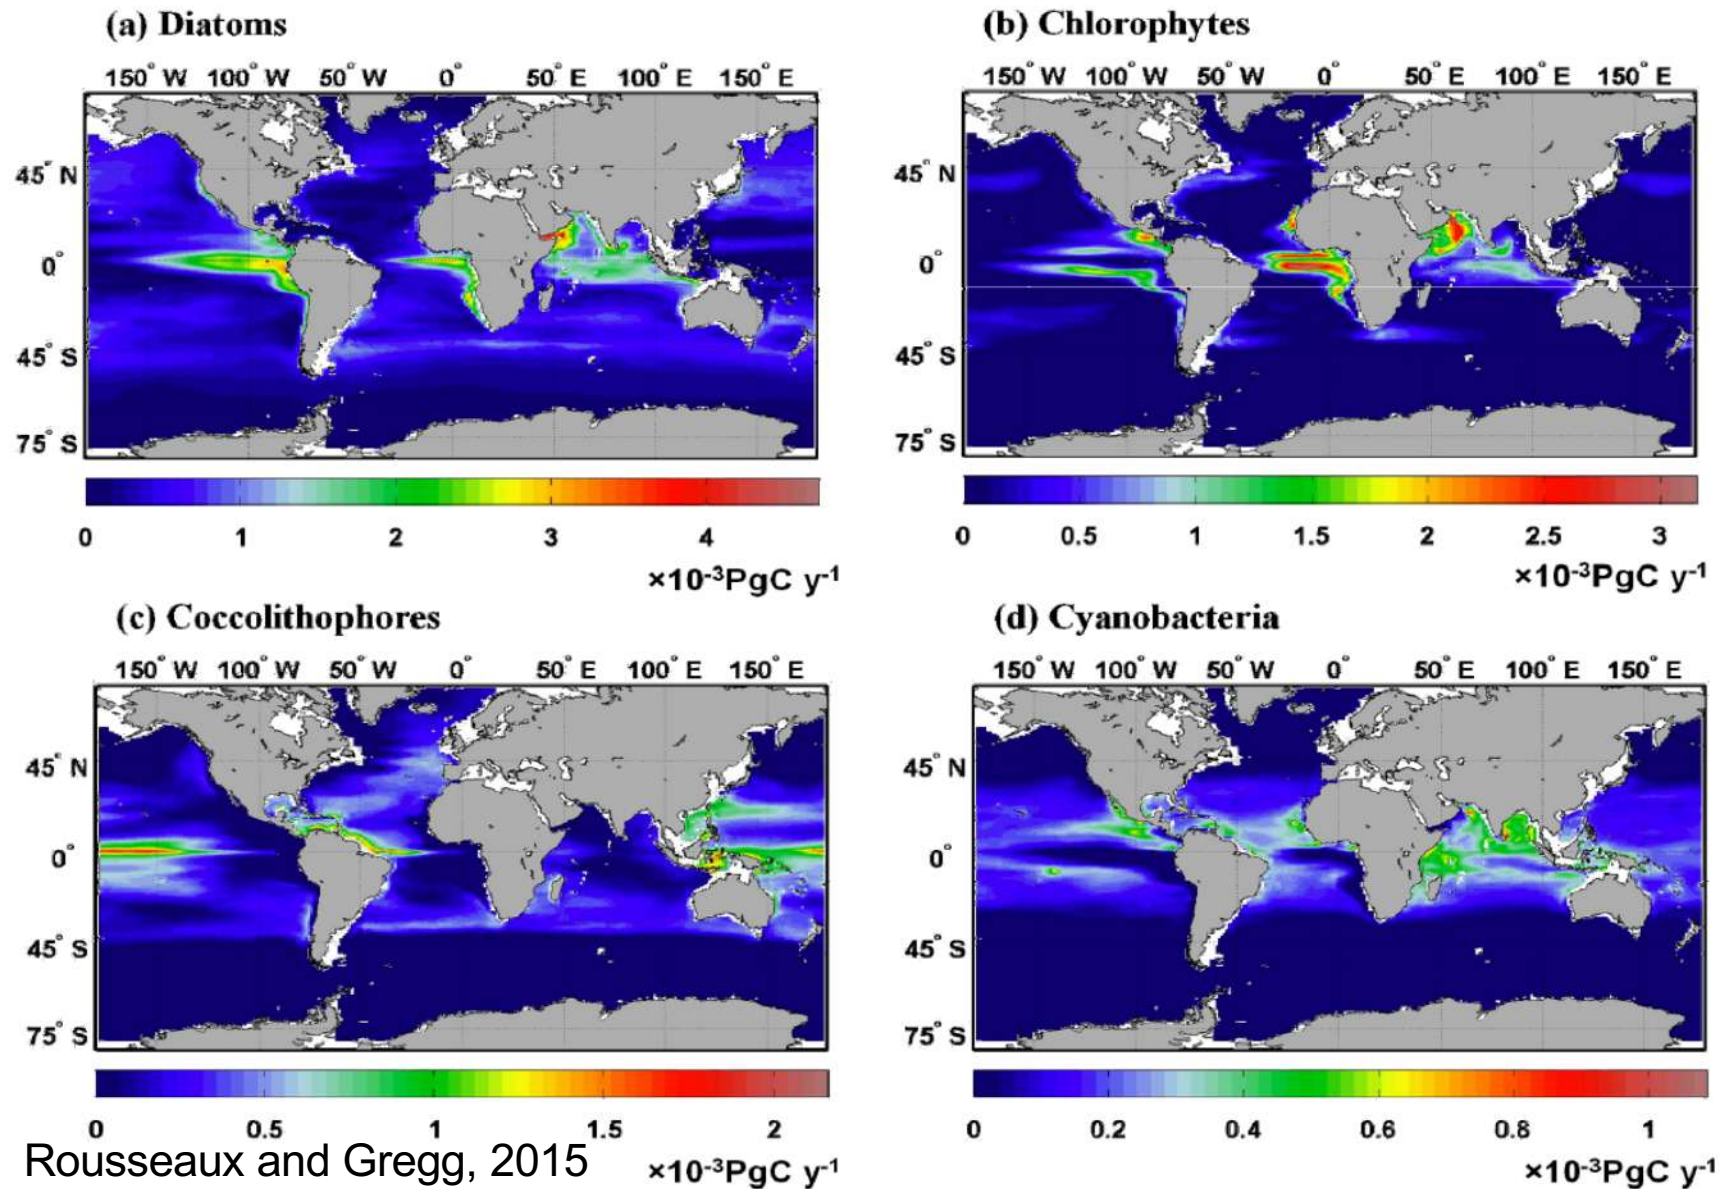 (a) Diatoms
150° W 100° W 50° W 0° 50° E 100° E 150° E
45° N
0°
45° S
75° S
0 1 2 3 4
×10⁻³PgC y⁻¹
(b) Chlorophytes
150° W 100° W 50° W 0° 50° E 100° E 150° E
45° N
0°
45° S
75° S
0 0.5 1 1.5 2 2.5 3
×10⁻³PgC y⁻¹
(c) Coccolithophores
150° W 100° W 50° W 0° 50° E 100° E 150° E
45° N
0°
45° S
75° S
0 0.5 1 1.5 2
×10⁻³PgC y⁻¹
(d) Cyanobacteria
150° W 100° W 50° W 0° 50° E 100° E 150° E
45° N
0°
45° S
75° S
0 0.2 0.4 0.6 0.8 1
×10⁻³PgC y⁻¹
Rousseaux and Gregg, 2015